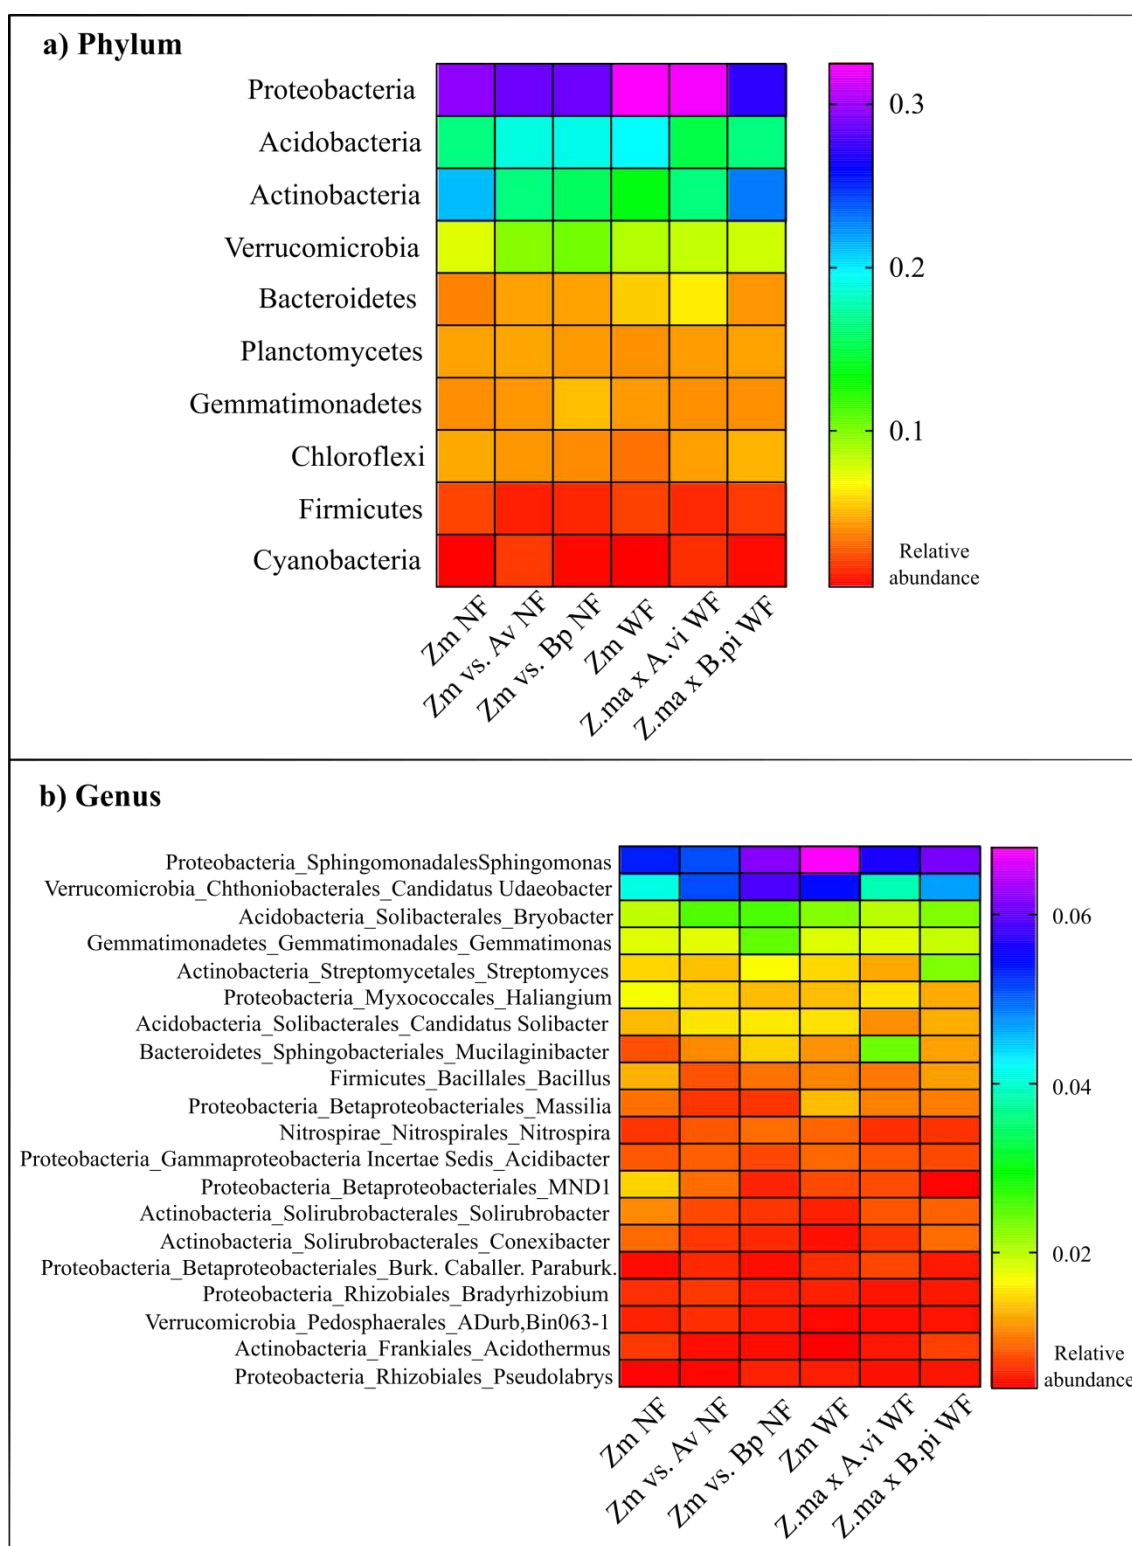 a) Phylum
Proteobacteria
Acidobacteria
Actinobacteria
Verrucomicrobia
Bacteroidetes
Planctomycetes
Gemmatimonadetes
Chloroflexi
Firmicutes
Cyanobacteria
0.3
0.2
0.1
Relative
abundance
Zm NF
Zm vs. Av NF
Zm vs. Bp NF
Zm WF
Z.ma x A.vi WF
Z.ma x B.pi WF
b) Genus
Proteobacteria_SphingomonadalesSphingomonas
Verrucomicrobia_Chthoniobacterales_Candidatus Udaeobacter
Acidobacteria_Solibacterales_Bryobacter
Gemmatimonadetes_Gemmatimonadales_Gemmatimonas
Actinobacteria_Streptomycetales_Streptomyces
Proteobacteria_Myxococcales_Haliangium
Acidobacteria_Solibacterales_Candidatus Solibacter
Bacteroidetes_Sphingobacteriales_Mucilaginibacter
Firmicutes_Bacillales_Bacillus
Proteobacteria_Betaproteobacteriales_Massilia
Nitrospirae_Nitrospirales_Nitrospira
Proteobacteria_Gammaproteobacteria Incertae Sedis_Acidibacter
Proteobacteria_Betaproteobacteriales_MND1
Actinobacteria_Solirubrobacterales_Solirubrobacter
Actinobacteria_Solirubrobacterales_Conexibacter
Proteobacteria_Betaproteobacteriales_Burk. Caballer. Paraburk.
Proteobacteria_Rhizobiales_Bradyrhizobium
Verrucomicrobia_Pedosphaerales_ADurb,Bin063-1
Actinobacteria_Frankiales_Acidothermus
Proteobacteria_Rhizobiales_Pseudolabrys
0.06
0.04
0.02
Relative
abundance
Zm NF
Zm vs. Av NF
Zm vs. Bp NF
Zm WF
Z.ma x A.vi WF
Z.ma x B.pi WF